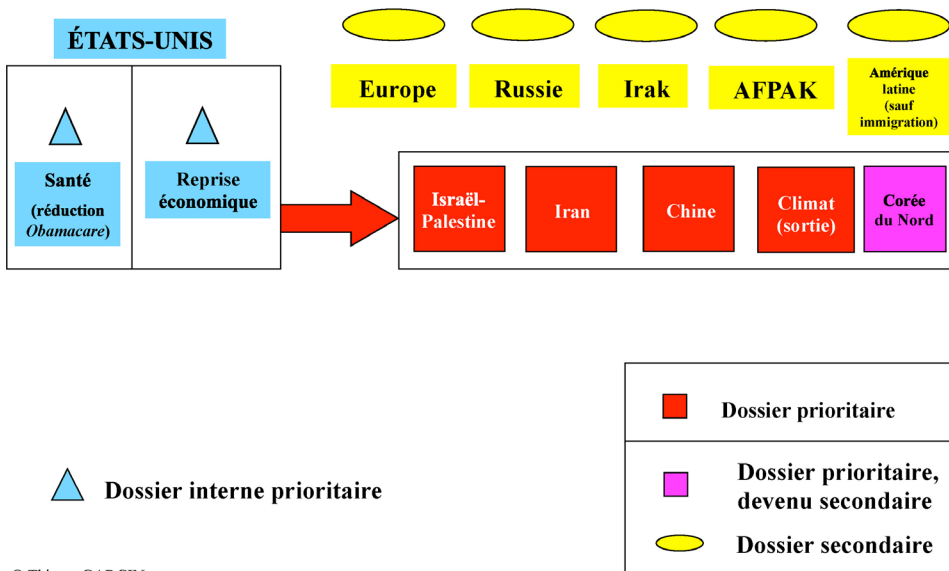 ÉTATS-UNIS
Europe
Russie
Irak
AFPAK
Amérique
latine
(sauf
immigration)
Santé
(réduction
Obamacare)
Reprise
économique
Israël-
Palestine
Iran
Chine
Climat
(sortie)
Corée
du Nord
Dossier prioritaire
Dossier interne prioritaire
Dossier prioritaire,
devenu secondaire
Dossier secondaire